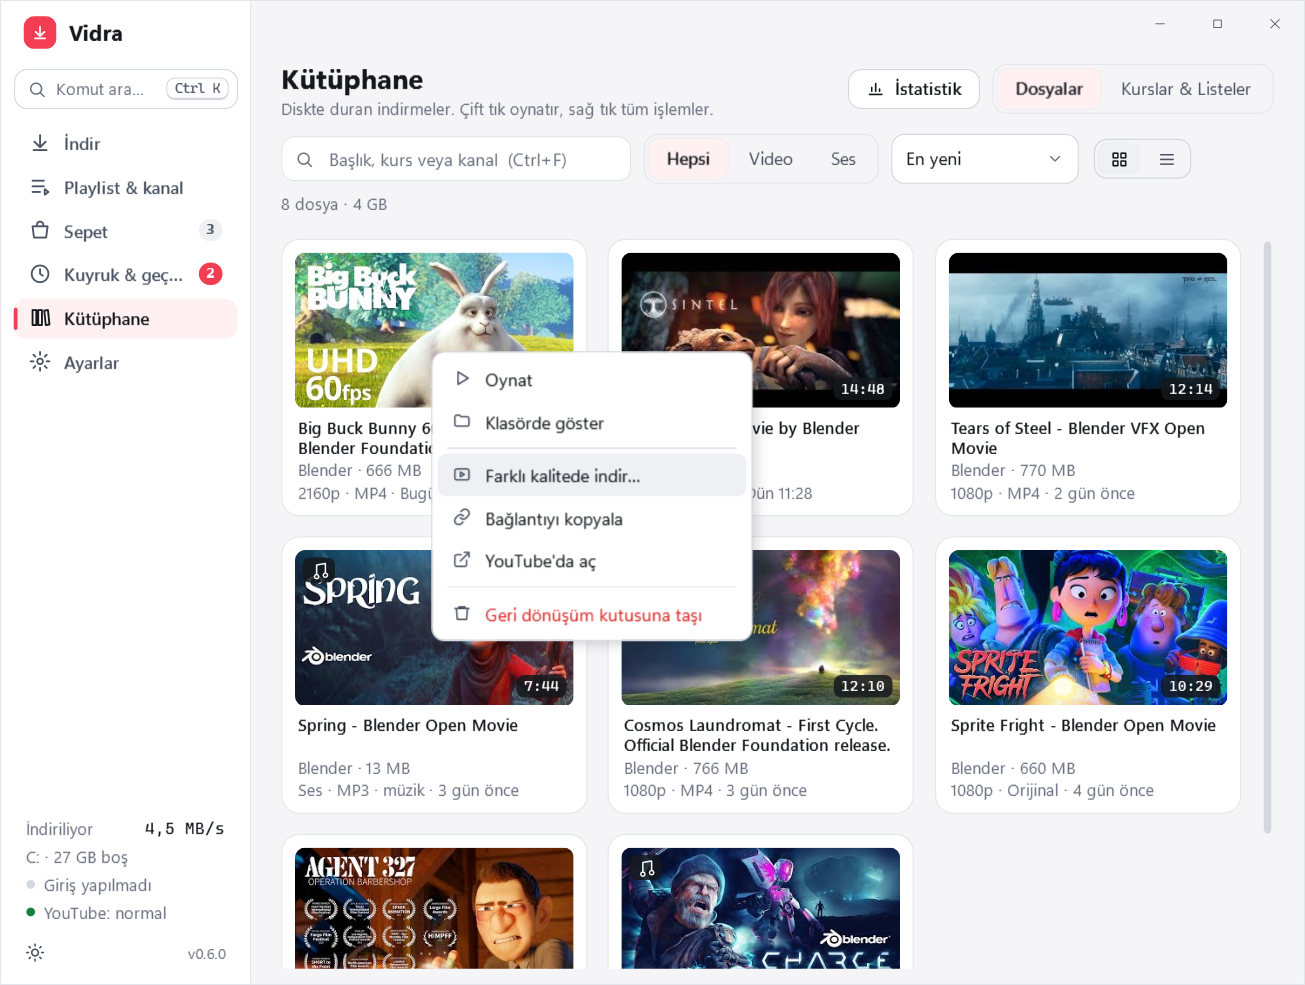 Vidra
Komut ara... Ctrl K
İndir
Playlist & kanal
Sepet 3
Kuyruk & geç... 2
Kütüphane
Ayarlar
İndiriliyor 4,5 MB/s
C: · 27 GB boş
Giriş yapılmadı
YouTube: normal
v0.6.0
Kütüphane
Diskte duran indirmeler. Çift tık oynatır, sağ tık tüm işlemler.
İstatistik
Dosyalar
Kurslar & Listeler
Başlık, kurs veya kanal (Ctrl+F)
Hepsi
Video
Ses
En yeni
8 dosya · 4 GB
Big Buck
BUNNY
UHD
60fps
Big Buck Bunny 6
Blender Foundatio
Blender · 666 MB
2160p · MP4 · Bugü
SINTEL
14:48
vie by Blender
Dün 11:28
TEARS OF STEEL
12:14
Tears of Steel - Blender VFX Open
Movie
Blender · 770 MB
1080p · MP4 · 2 gün önce
Oynat
Klasörde göster
Farklı kalitede indir...
Bağlantıyı kopyala
YouTube'da aç
Geri dönüşüm kutusuna taşı
SPRING
blender
7:44
Spring - Blender Open Movie
Blender · 13 MB
Ses · MP3 · müzik · 3 gün önce
mat
12:10
Cosmos Laundromat - First Cycle.
Official Blender Foundation release.
Blender · 766 MB
1080p · MP4 · 3 gün önce
SPRITE
FRIGHT
10:29
Sprite Fright - Blender Open Movie
Blender · 660 MB
1080p · Orijinal · 4 gün önce
AGENT 327
OPERATION BARBERSHOP
blender
CHARGE